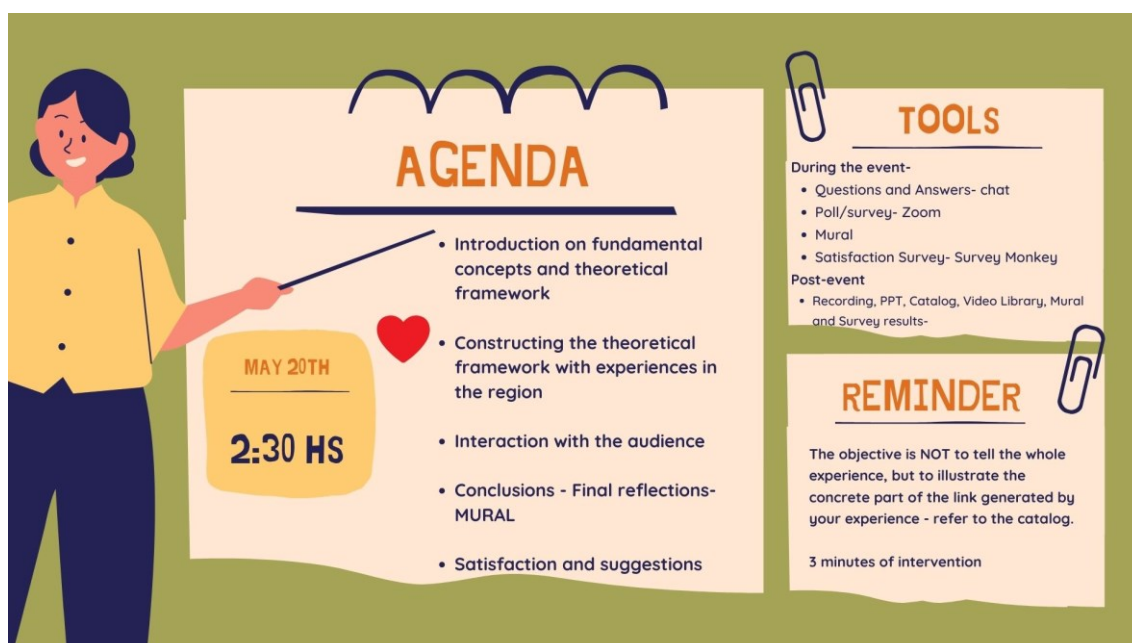 AGENDA
Introduction on fundamental
concepts and theoretical
framework
Constructing the theoretical
framework with experiences in
the region
Interaction with the audience
Conclusions - Final reflections-
MURAL
Satisfaction and suggestions
MAY 20TH
2:30 HS
TOOLS
During the event-
Questions and Answers- chat
Poll/survey- Zoom
Mural
Satisfaction Survey- Survey Monkey
Post-event
Recording, PPT, Catalog, Video Library, Mural
and Survey results-
REMINDER
The objective is NOT to tell the whole
experience, but to illustrate the
concrete part of the link generated by
your experience - refer to the catalog.
3 minutes of intervention